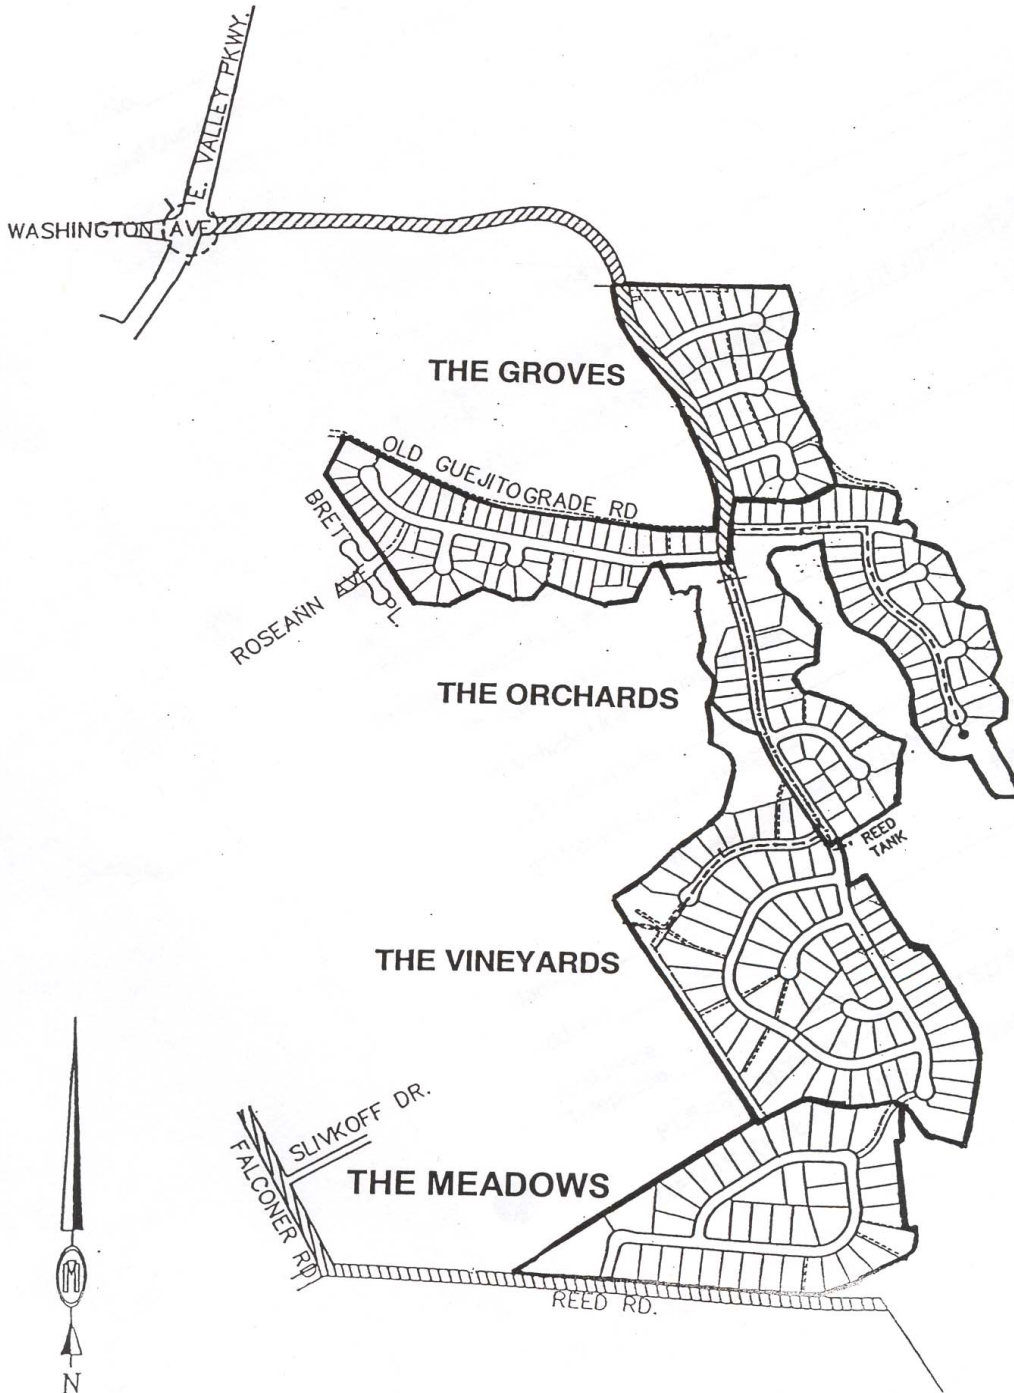 E. VALLEY PKWY.
WASHINGTON AVE
THE GROVES
OLD GUEJITO GRADE RD
BRET PL.
ROSEANN AVE
THE ORCHARDS
REED
TANK
THE VINEYARDS
SLIVKOFF DR.
FALCONER RD
THE MEADOWS
REED RD.
M
N